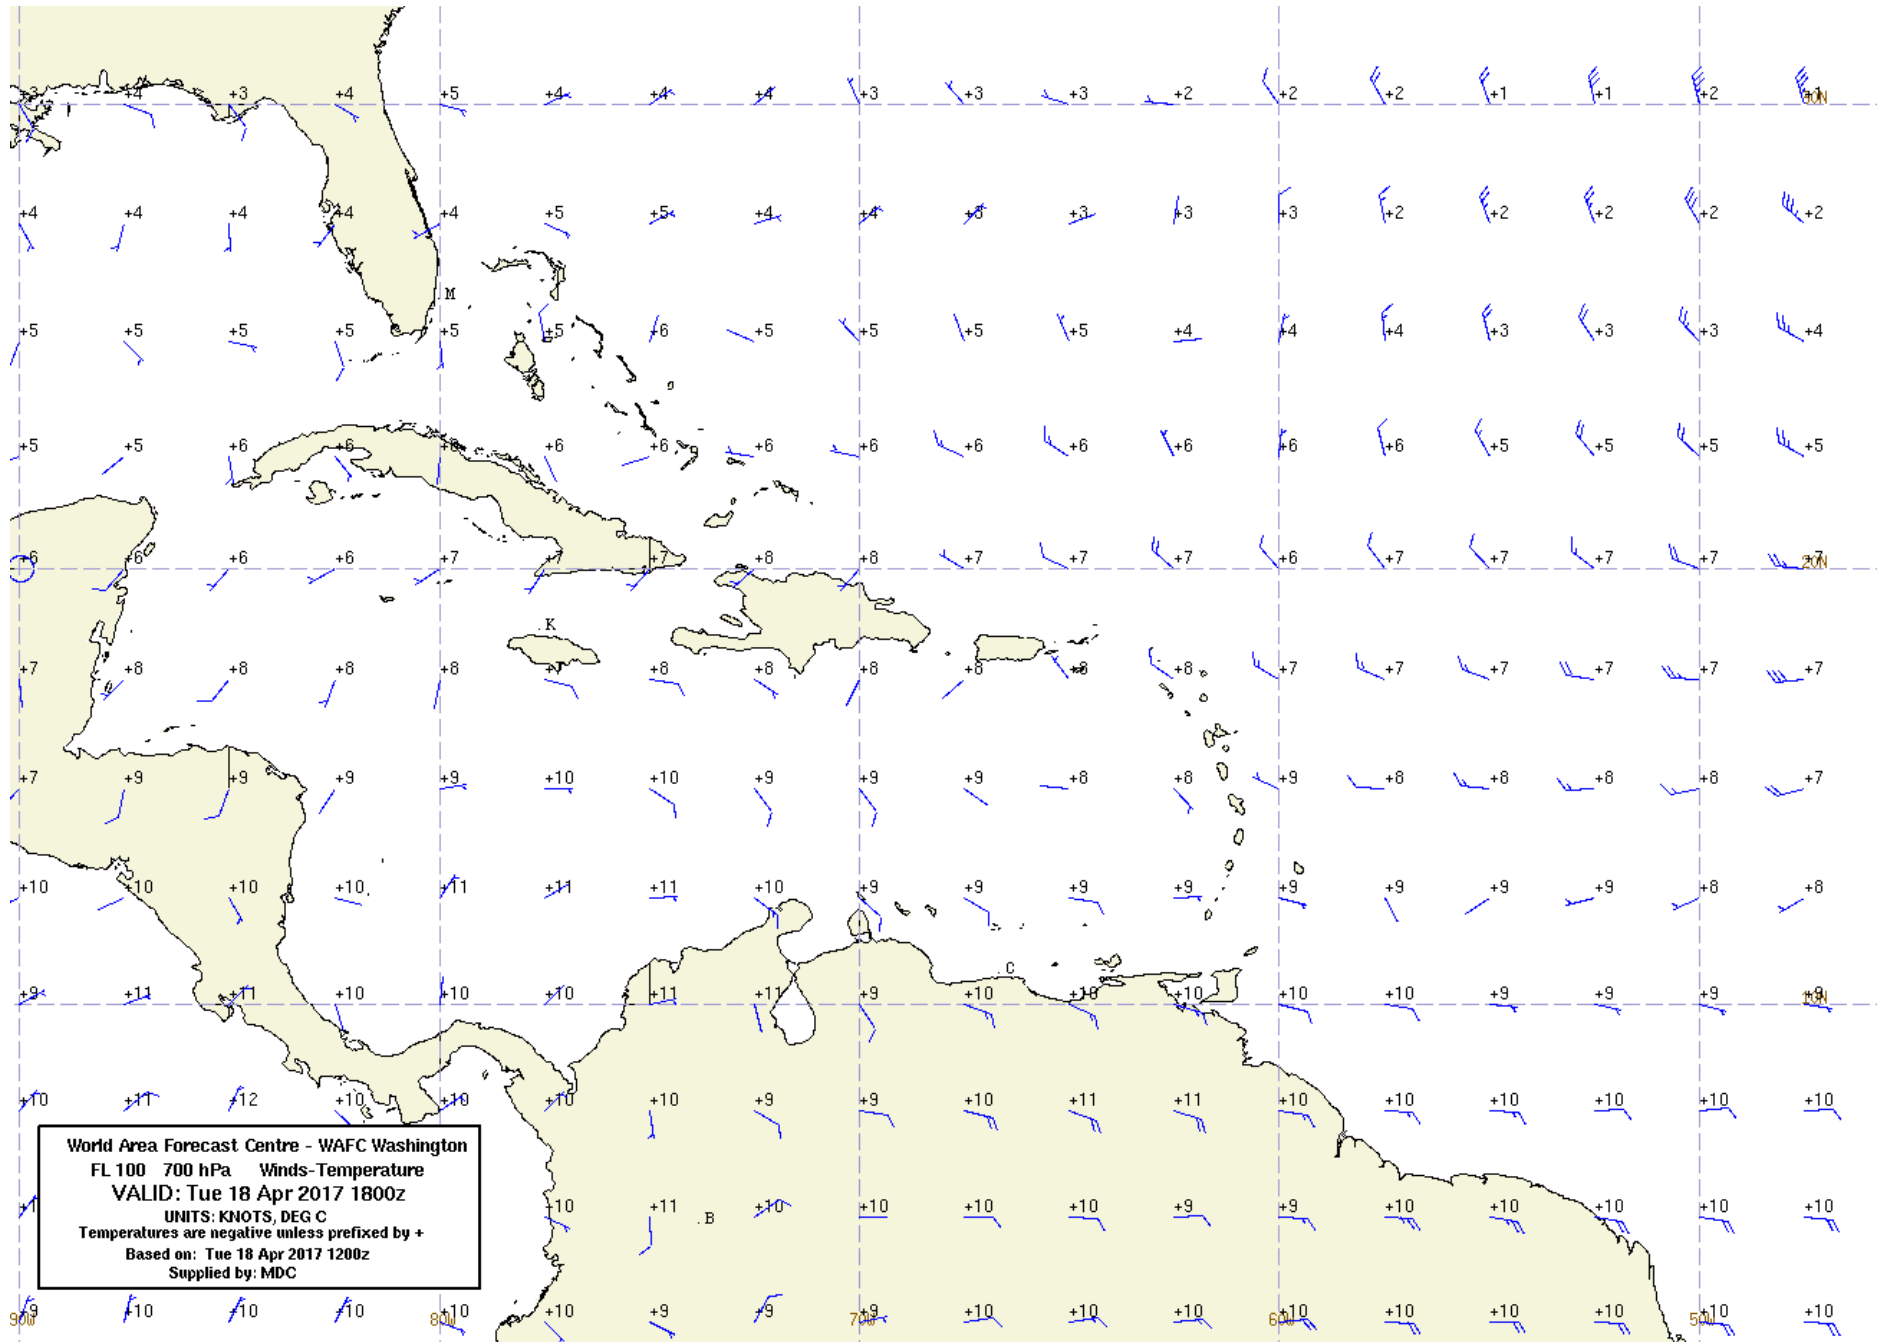 +3 +4 +3 +4 +5 +4 +4 +4 +3 +3 +3 +2 +2 +2 +1 +1 +2 +1
30N
+4 +4 +4 +4 +4 +5 +5 +4 +4 +3 +3 +3 +3 +2 +2 +2 +2 +2
.M
+5 +5 +5 +5 +5 +5 +6 +5 +5 +5 +5 +4 +4 +4 +3 +3 +3 +4
+5 +5 +6 +6 +6 +6 +6 +6 +6 +6 +6 +6 +6 +6 +5 +5 +5 +5
+6 +6 +6 +6 +7 +7 +7 +8 +8 +7 +7 +7 +6 +7 +7 +7 +7 +7
20N
.K
+7 +8 +8 +8 +8 +7 +8 +8 +8 +8 +8 +8 +7 +7 +7 +7 +7 +7
+7 +9 +9 +9 +9 +10 +10 +9 +9 +9 +8 +8 +9 +8 +8 +8 +8 +7
+10 +10 +10 +10 +11 +11 +11 +10 +9 +9 +9 +9 +9 +9 +9 +9 +8 +8
.C
+9 +11 +11 +10 +10 +10 +11 +11 +9 +10 +10 +10 +10 +10 +9 +9 +9 +9
10N
+10 +11 +12 +10 +10 +10 +10 +9 +9 +10 +11 +11 +10 +10 +10 +10 +10 +10
World Area Forecast Centre - WAFC Washington
FL 100 700 hPa Winds-Temperature
VALID: Tue 18 Apr 2017 1800z
UNITS: KNOTS, DEG C
Temperatures are negative unless prefixed by +
Based on: Tue 18 Apr 2017 1200z
Supplied by: MDC
+10 +11 +10 +10 +10 +10 +9 +9 +10 +10 +10 +10 +10
.B
+9 +10 +10 +10 +10 +10 +9 +9 +9 +10 +10 +10 +10 +10 +10 +10 +10 +10
90W 80W 70W 60W 50W